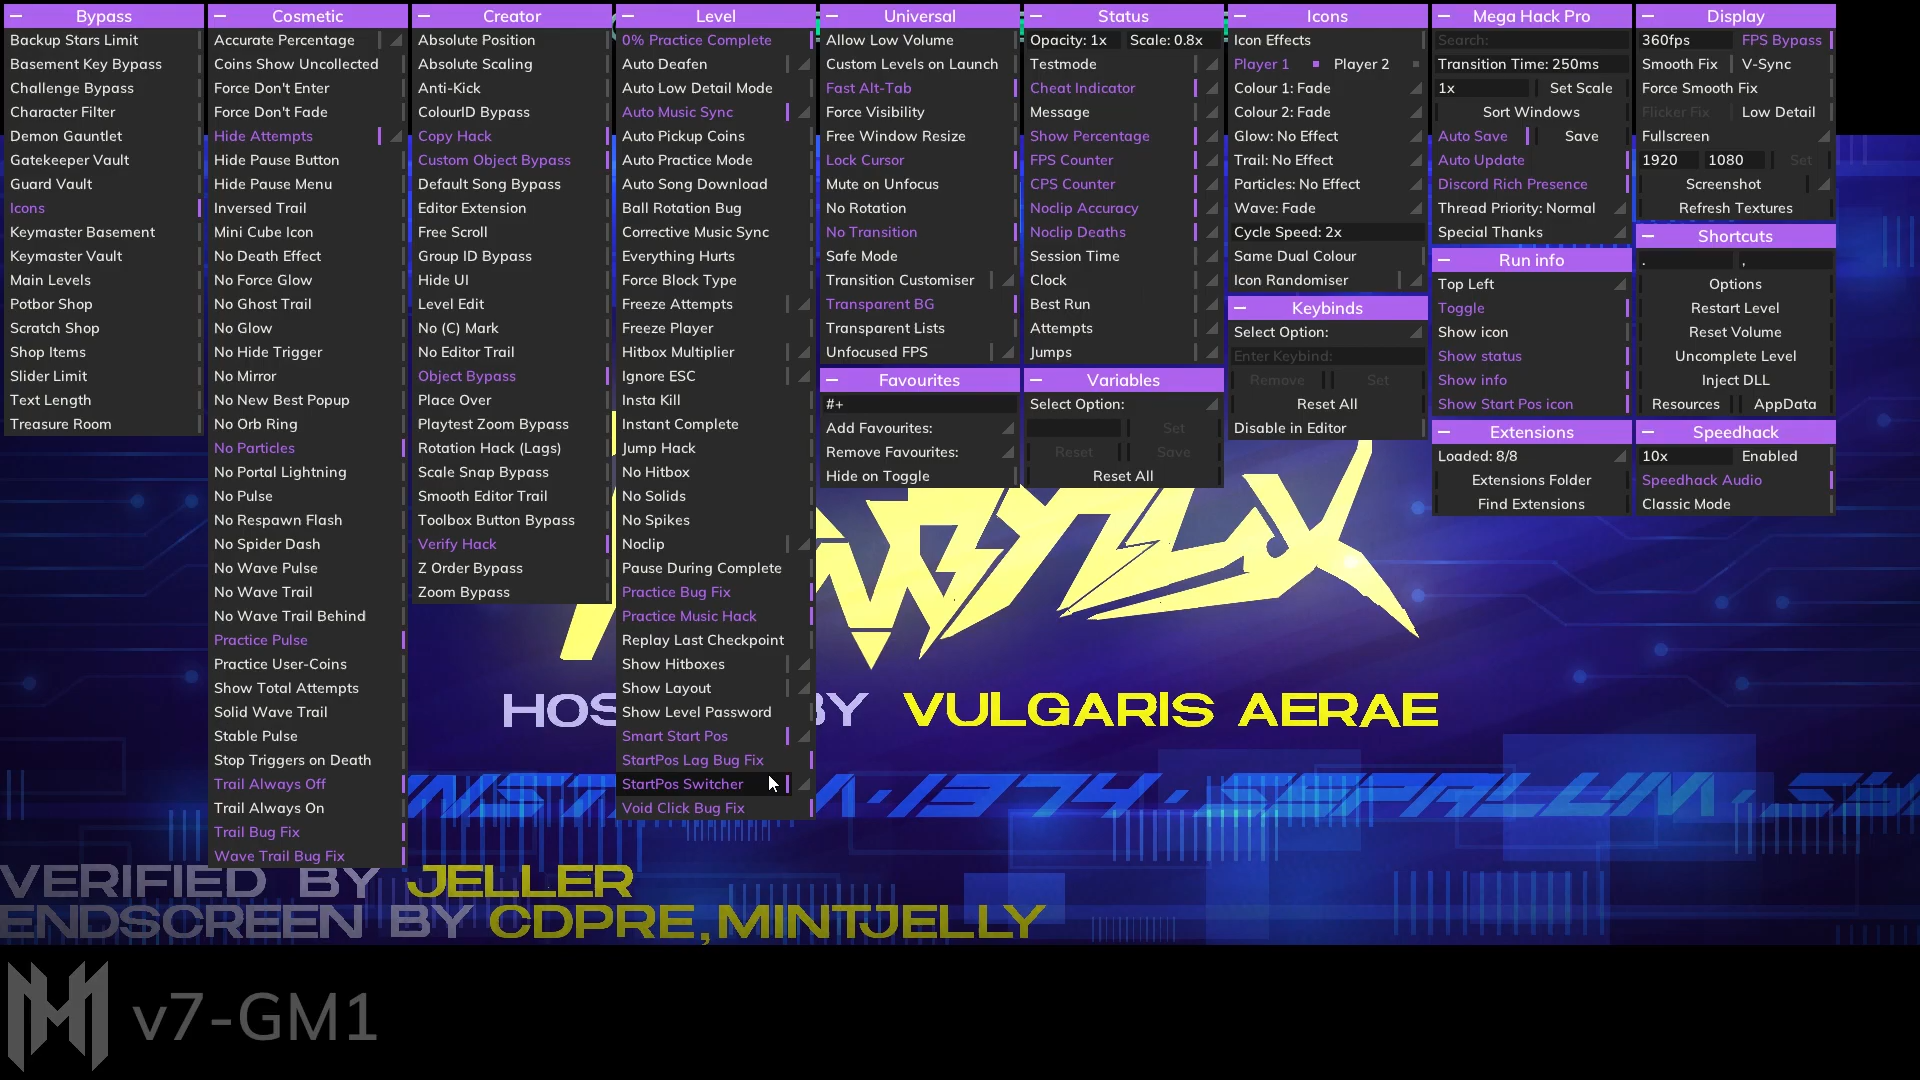 Bypass
Backup Stars Limit
Basement Key Bypass
Challenge Bypass
Character Filter
Demon Gauntlet
Gatekeeper Vault
Guard Vault
Icons
Keymaster Basement
Keymaster Vault
Main Levels
Potbor Shop
Scratch Shop
Shop Items
Slider Limit
Text Length
Treasure Room
Cosmetic
Accurate Percentage
Coins Show Uncollected
Force Don't Enter
Force Don't Fade
Hide Attempts
Hide Pause Button
Hide Pause Menu
Inversed Trail
Mini Cube Icon
No Death Effect
No Force Glow
No Ghost Trail
No Glow
No Hide Trigger
No Mirror
No New Best Popup
No Orb Ring
No Particles
No Portal Lightning
No Pulse
No Respawn Flash
No Spider Dash
No Wave Pulse
No Wave Trail
No Wave Trail Behind
Practice Pulse
Practice User-Coins
Show Total Attempts
Solid Wave Trail
Stable Pulse
Stop Triggers on Death
Trail Always Off
Trail Always On
Trail Bug Fix
Wave Trail Bug Fix
Creator
Absolute Position
Absolute Scaling
Anti-Kick
ColourID Bypass
Copy Hack
Custom Object Bypass
Default Song Bypass
Editor Extension
Free Scroll
Group ID Bypass
Hide UI
Level Edit
No (C) Mark
No Editor Trail
Object Bypass
Place Over
Playtest Zoom Bypass
Rotation Hack (Lags)
Scale Snap Bypass
Smooth Editor Trail
Toolbox Button Bypass
Verify Hack
Z Order Bypass
Zoom Bypass
Level
0% Practice Complete
Auto Deafen
Auto Low Detail Mode
Auto Music Sync
Auto Pickup Coins
Auto Practice Mode
Auto Song Download
Ball Rotation Bug
Corrective Music Sync
Everything Hurts
Force Block Type
Freeze Attempts
Freeze Player
Hitbox Multiplier
Ignore ESC
Insta Kill
Instant Complete
Jump Hack
No Hitbox
No Solids
No Spikes
Noclip
Pause During Complete
Practice Bug Fix
Practice Music Hack
Replay Last Checkpoint
Show Hitboxes
Show Layout
Show Level Password
Smart Start Pos
StartPos Lag Bug Fix
StartPos Switcher
Void Click Bug Fix
Universal
Allow Low Volume
Custom Levels on Launch
Fast Alt-Tab
Force Visibility
Free Window Resize
Lock Cursor
Mute on Unfocus
No Rotation
No Transition
Safe Mode
Transition Customiser
Transparent BG
Transparent Lists
Unfocused FPS
Favourites
#+
Add Favourites:
Remove Favourites:
Hide on Toggle
Status
Opacity: 1x Scale: 0.8x
Testmode
Cheat Indicator
Message
Show Percentage
FPS Counter
CPS Counter
Noclip Accuracy
Noclip Deaths
Session Time
Clock
Best Run
Attempts
Jumps
Variables
Select Option:
Set
Reset Save
Reset All
Icons
Icon Effects
Player 1 Player 2
Colour 1: Fade
Colour 2: Fade
Glow: No Effect
Trail: No Effect
Particles: No Effect
Wave: Fade
Cycle Speed: 2x
Same Dual Colour
Icon Randomiser
Keybinds
Select Option:
Enter Keybind:
Remove Set
Reset All
Disable in Editor
Mega Hack Pro
Search:
Transition Time: 250ms
1x Set Scale
Sort Windows
Auto Save Save
Auto Update
Discord Rich Presence
Thread Priority: Normal
Special Thanks
Run info
Top Left
Toggle
Show icon
Show status
Show info
Show Start Pos icon
Extensions
Loaded: 8/8
Extensions Folder
Find Extensions
Display
360fps FPS Bypass
Smooth Fix V-Sync
Force Smooth Fix
Flicker Fix Low Detail
Fullscreen
1920 1080 Set
Screenshot
Refresh Textures
Shortcuts
. ,
Options
Restart Level
Reset Volume
Uncomplete Level
Inject DLL
Resources AppData
Speedhack
10x Enabled
Speedhack Audio
Classic Mode
HOS BY VULGARIS AERAE
VERIFIED BY JELLER
ENDSCREEN BY CDPRE, MINTJELLY
v7-GM1